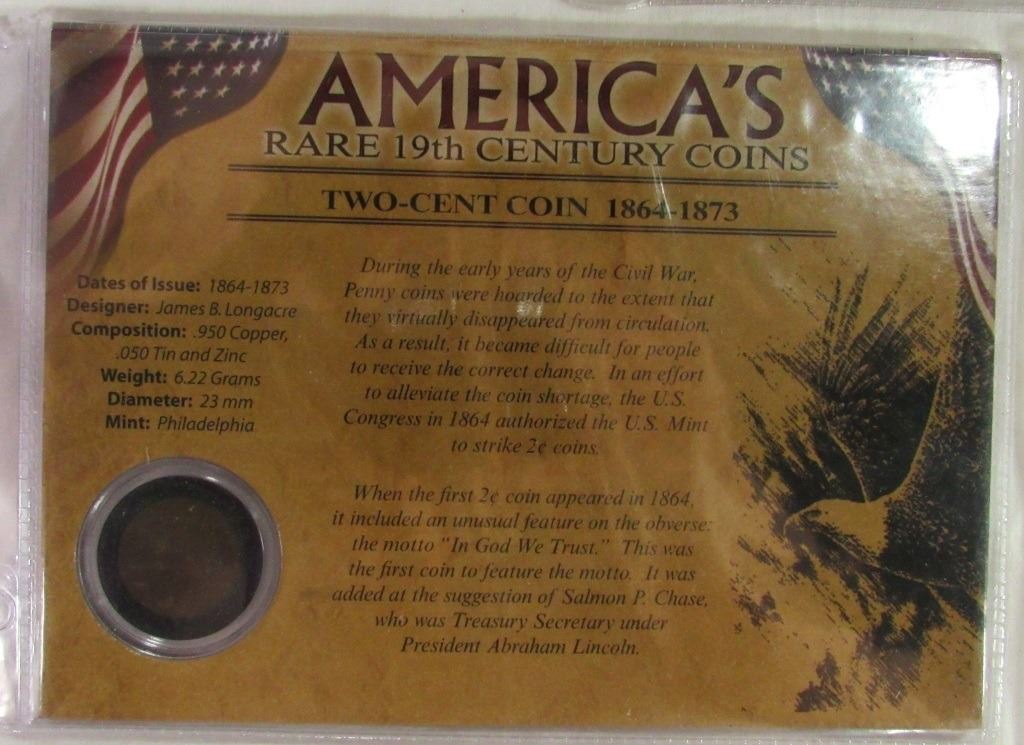 AMERICA'S
RARE 19th CENTURY COINS
TWO-CENT COIN 1864-1873
Dates of Issue: 1864-1873
Designer: James B. Longacre
Composition: .950 Copper,
.050 Tin and Zinc
Weight: 6.22 Grams
Diameter: 23 mm
Mint: Philadelphia
During the early years of the Civil War,
Penny coins were hoarded to the extent that
they virtually disappeared from circulation.
As a result, it became difficult for people
to receive the correct change. In an effort
to alleviate the coin shortage, the U.S.
Congress in 1864 authorized the U.S. Mint
to strike 2¢ coins.
When the first 2¢ coin appeared in 1864,
it included an unusual feature on the obverse:
the motto "In God We Trust." This was
the first coin to feature the motto. It was
added at the suggestion of Salmon P. Chase,
who was Treasury Secretary under
President Abraham Lincoln.